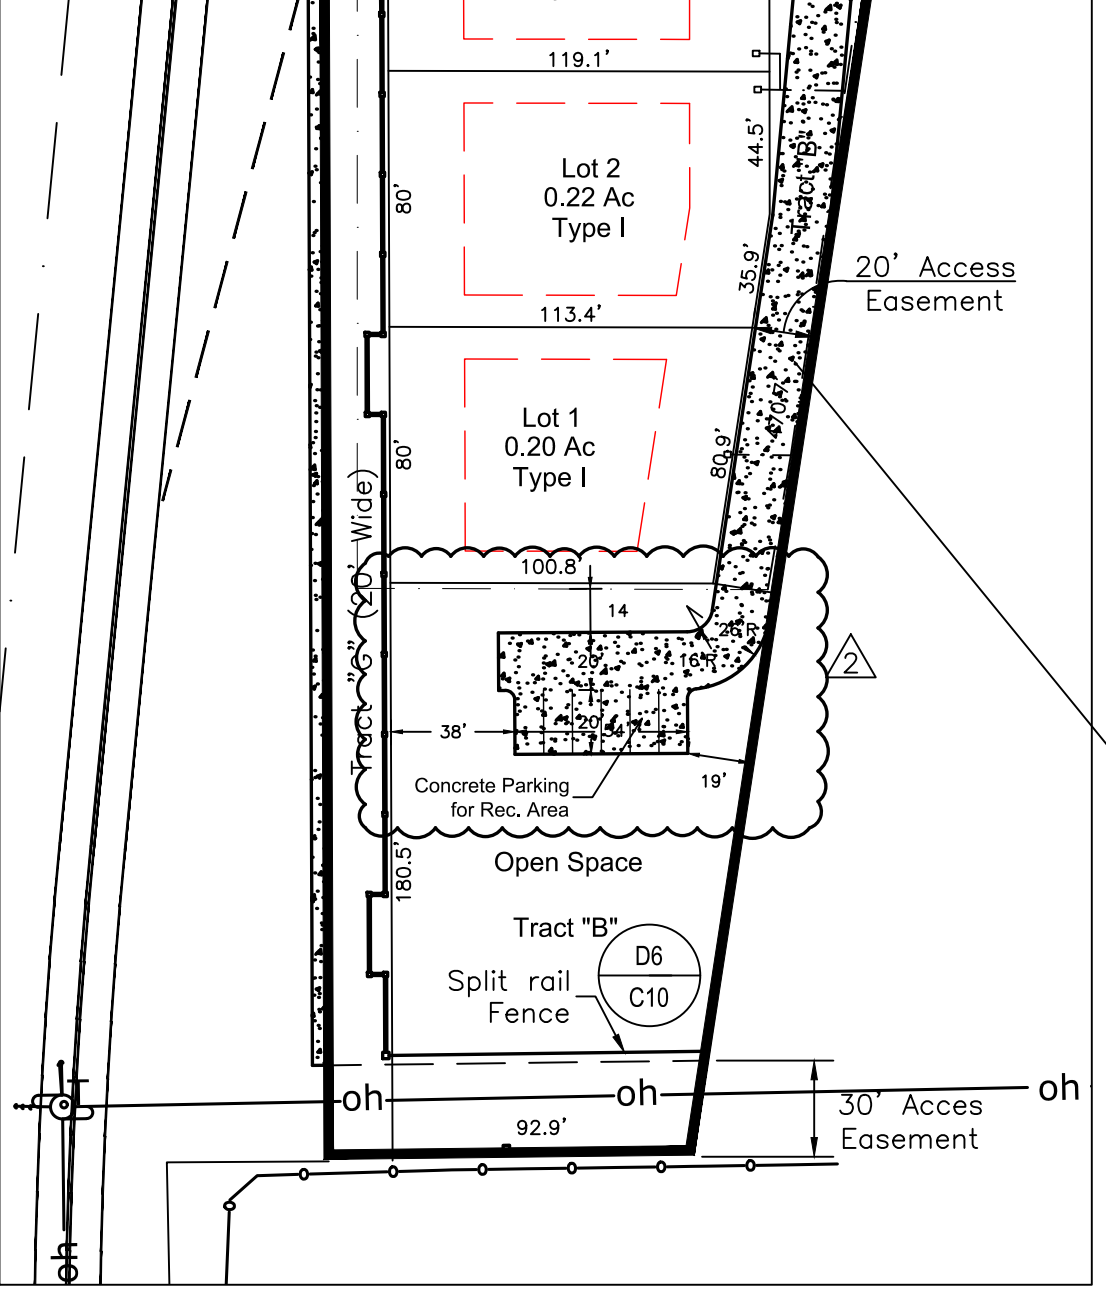 119.1'
44.5'
Tract "B"
Lot 2
0.22 Ac
Type I
80'
35.9'
20' Access
Easement
113.4'
470.7'
Lot 1
0.20 Ac
Type I
80'
80.9'
Tract "G" (20' Wide)
100.8'
14
26'R
16'R
20'
2
20'
54'
38'
19'
Concrete Parking
for Rec. Area
180.5'
Open Space
Tract "B"
D6
C10
Split rail
Fence
oh
oh
oh
30' Acces
Easement
92.9'
oh